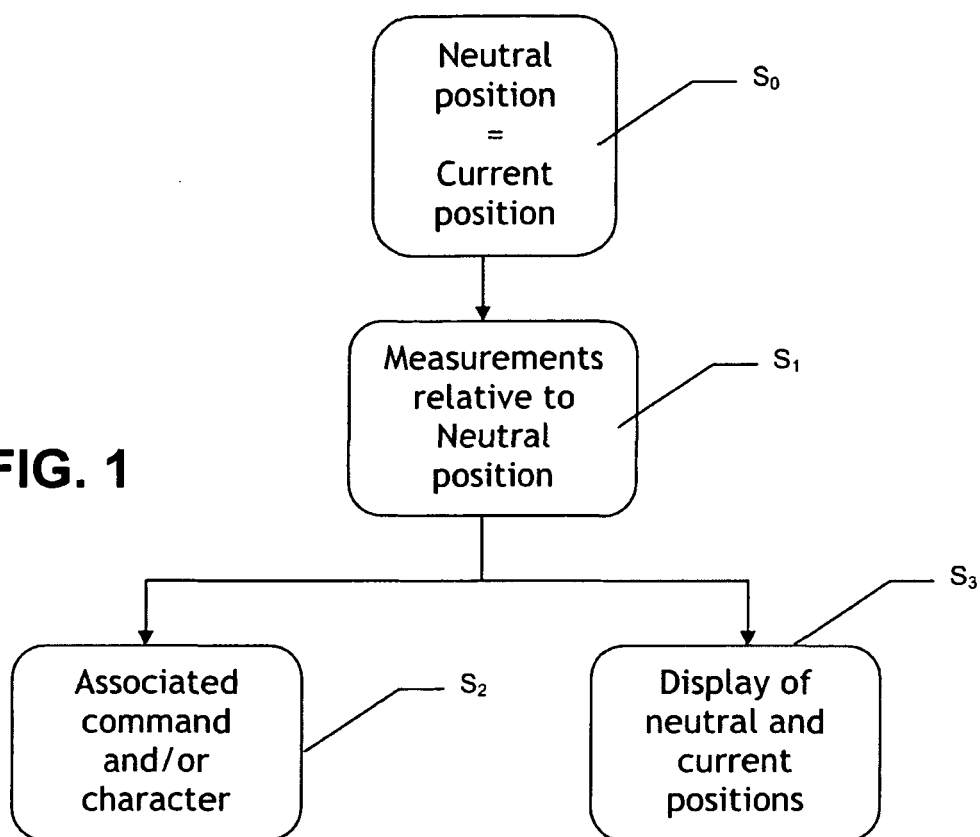 Neutral
position
=
Current
position
S₀
Measurements
relative to
Neutral
position
S₁
FIG. 1
Associated
command
and/or
character
S₂
Display of
neutral and
current
positions
S₃